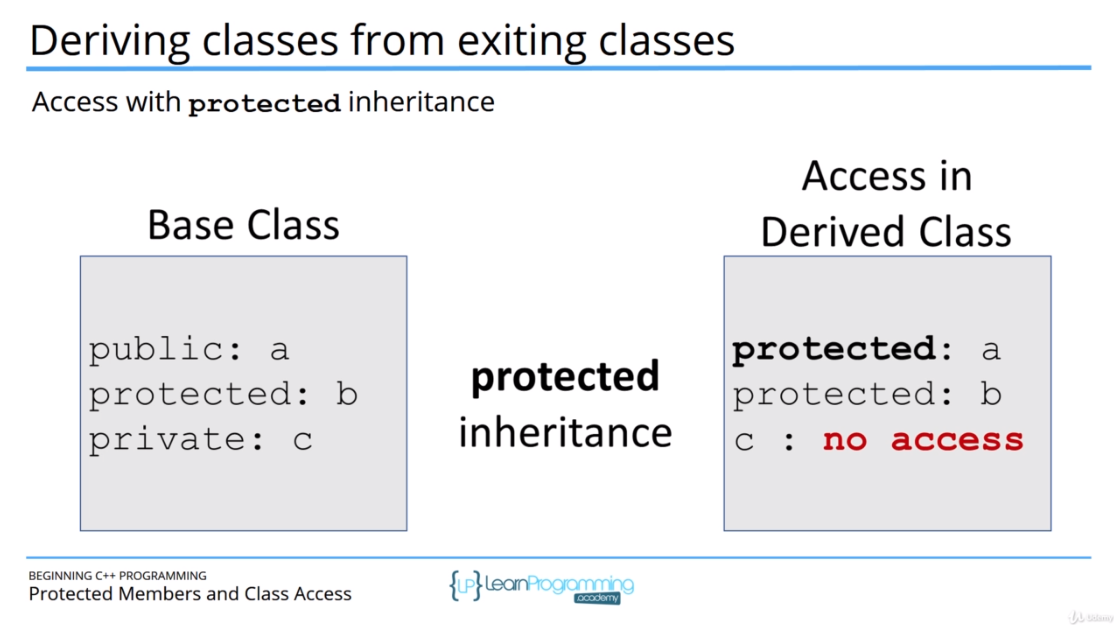 Deriving classes from exiting classes
Access with protected inheritance
Base Class
public: a
protected: b
private: c
protected
inheritance
Access in
Derived Class
protected: a
protected: b
c : no access
BEGINNING C++ PROGRAMMING
Protected Members and Class Access
{LP} LearnProgramming
academy
Udemy